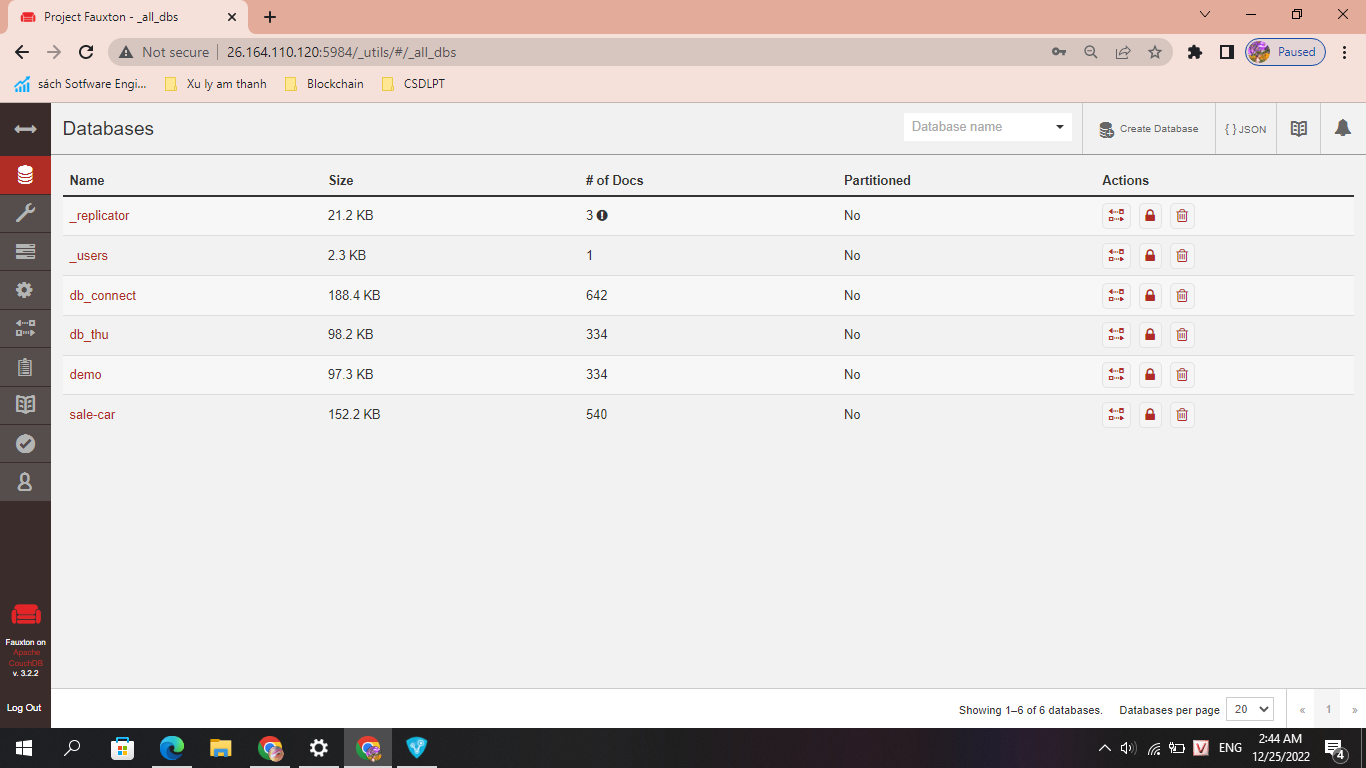 Project Fauxton - _all_dbs
Not secure
26.164.110.120:5984/_utils/#/_all_dbs
Paused
sách Sotfware Engi...
Xu ly am thanh
Blockchain
CSDLPT
Databases
Database name
Create Database
{ } JSON
Name Size # of Docs Partitioned Actions
_replicator 21.2 KB 3 No
_users 2.3 KB 1 No
db_connect 188.4 KB 642 No
db_thu 98.2 KB 334 No
demo 97.3 KB 334 No
sale-car 152.2 KB 540 No
Fauxton on
Apache
CouchDB
v. 3.2.2
Log Out
Showing 1–6 of 6 databases.
Databases per page
20
« 1 »
V
ENG
2:44 AM
12/25/2022
4